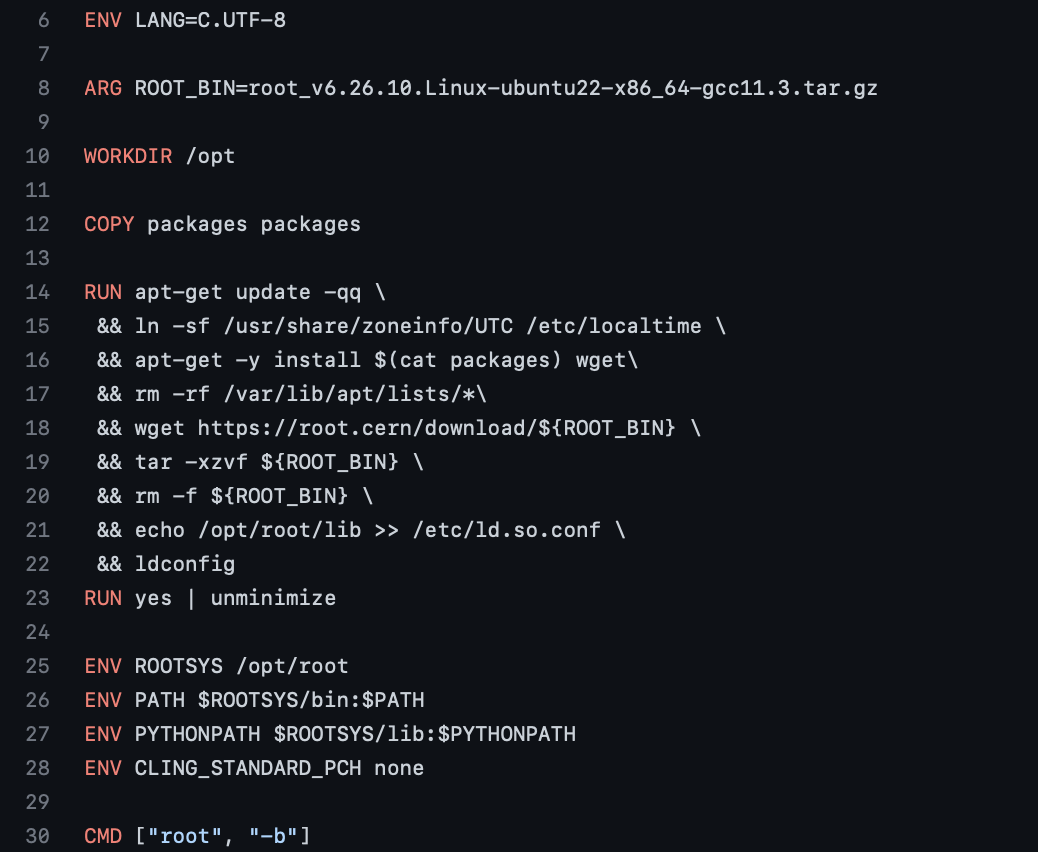 6 ENV LANG=C.UTF-8
7
8 ARG ROOT_BIN=root_v6.26.10.Linux-ubuntu22-x86_64-gcc11.3.tar.gz
9
10 WORKDIR /opt
11
12 COPY packages packages
13
14 RUN apt-get update -qq \
15  && ln -sf /usr/share/zoneinfo/UTC /etc/localtime \
16  && apt-get -y install $(cat packages) wget\
17  && rm -rf /var/lib/apt/lists/*\
18  && wget https://root.cern/download/${ROOT_BIN} \
19  && tar -xzvf ${ROOT_BIN} \
20  && rm -f ${ROOT_BIN} \
21  && echo /opt/root/lib >> /etc/ld.so.conf \
22  && ldconfig
23 RUN yes | unminimize
24
25 ENV ROOTSYS /opt/root
26 ENV PATH $ROOTSYS/bin:$PATH
27 ENV PYTHONPATH $ROOTSYS/lib:$PYTHONPATH
28 ENV CLING_STANDARD_PCH none
29
30 CMD ["root", "-b"]